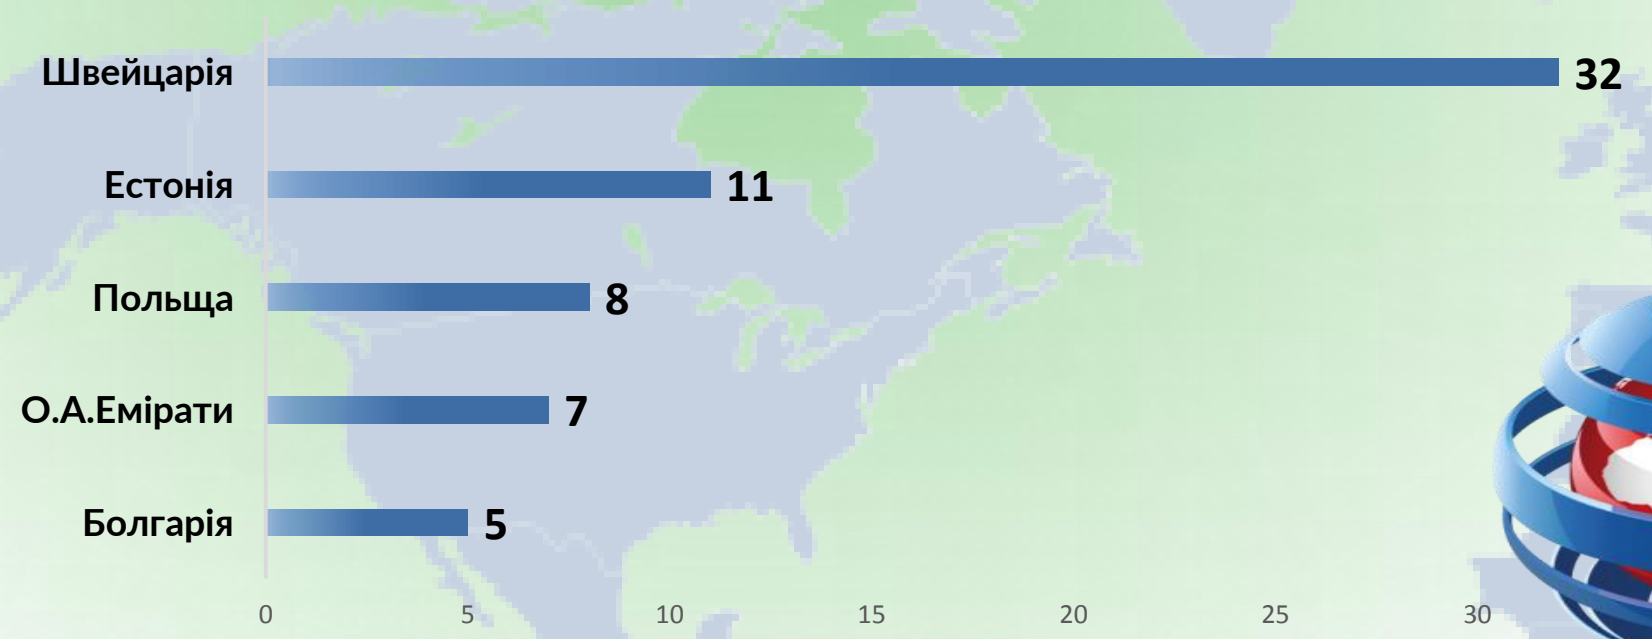 Швейцарія 32
Естонія 11
Польща 8
О.А.Емірати 7
Болгарія 5
0 5 10 15 20 25 30